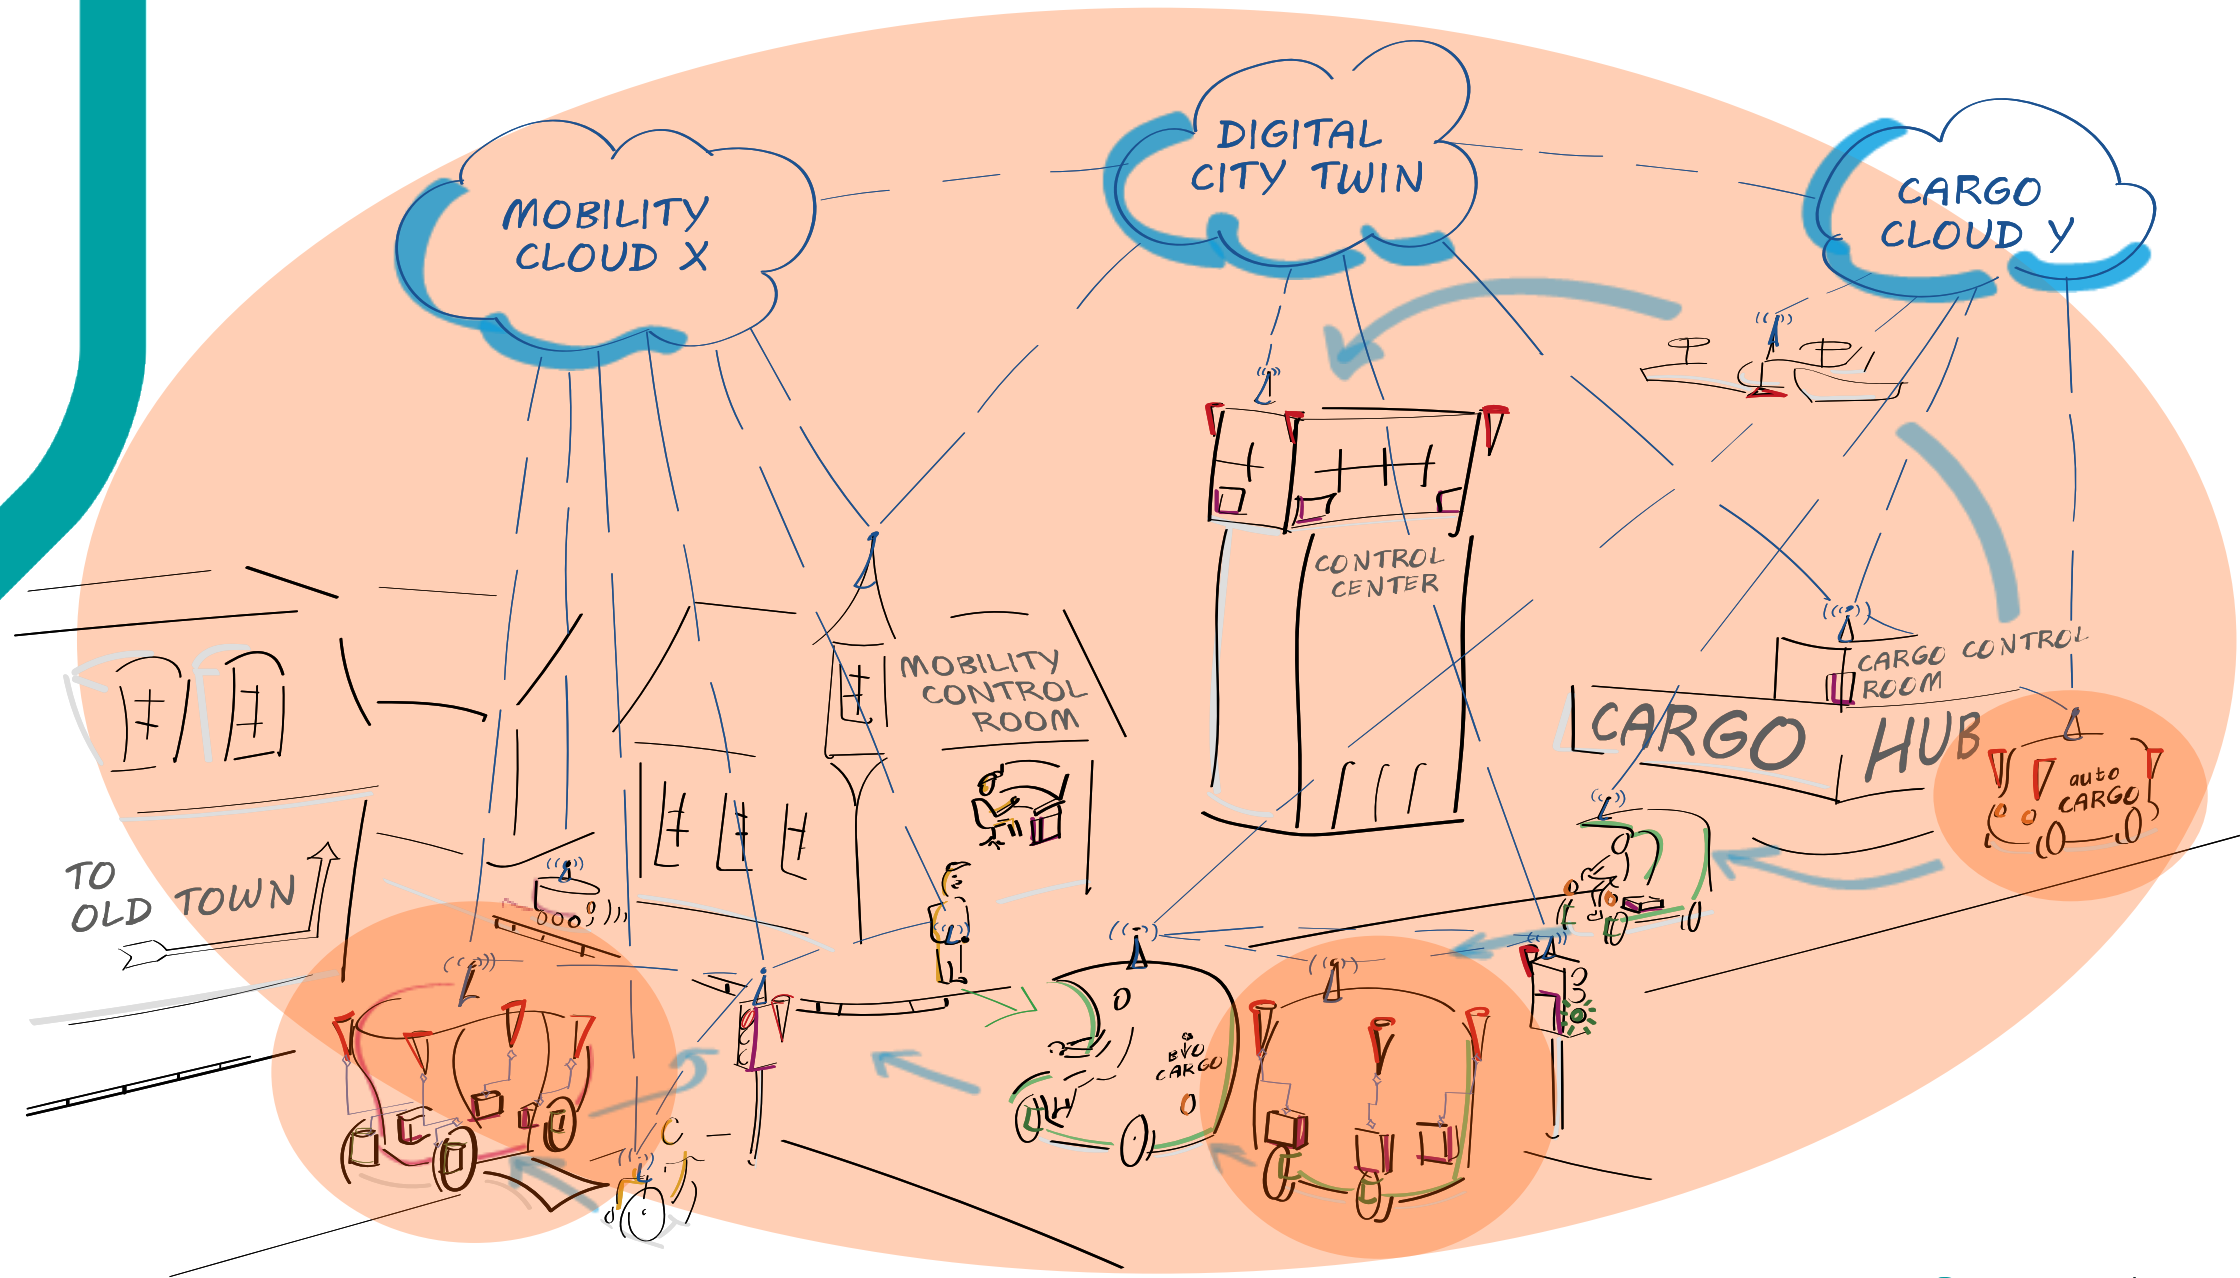 MOBILITY
CLOUD X
DIGITAL
CITY TWIN
CARGO
CLOUD Y
CONTROL
CENTER
MOBILITY
CONTROL
ROOM
CARGO CONTROL
ROOM
CARGO HUB
auto
CARGO
TO
OLD TOWN
CARGO